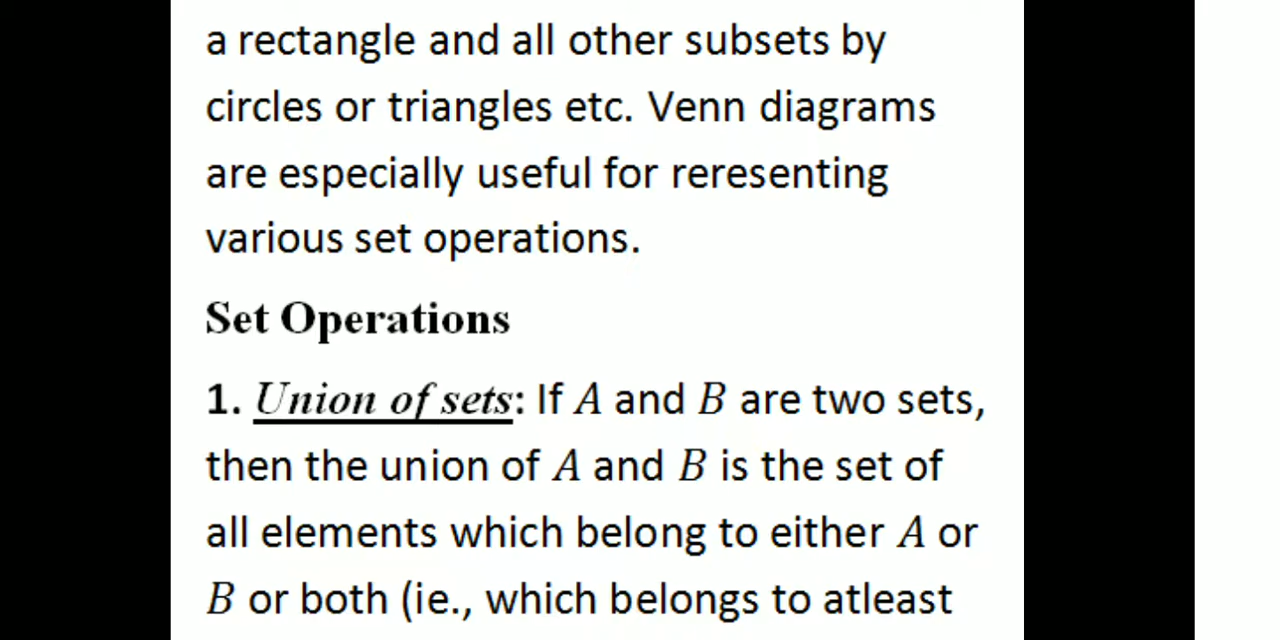 a rectangle and all other subsets by
circles or triangles etc. Venn diagrams
are especially useful for reresenting
various set operations.
Set Operations
1. Union of sets: If A and B are two sets,
then the union of A and B is the set of
all elements which belong to either A or
B or both (ie., which belongs to atleast